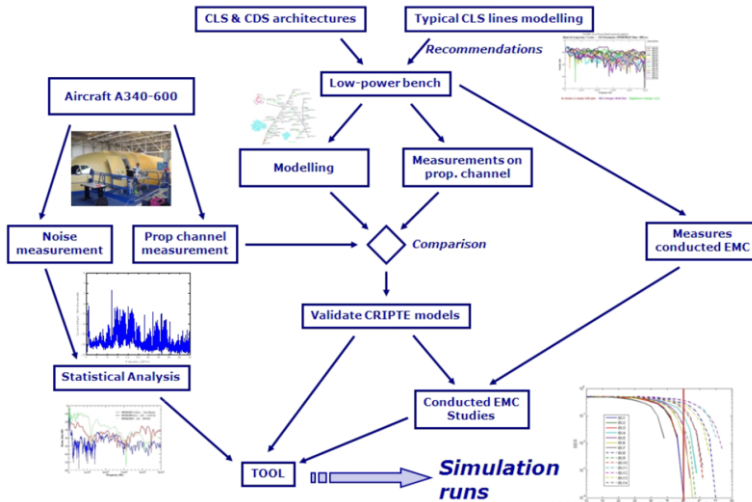 CLS & CDS architectures
Typical CLS lines modelling
Recommendations
Aircraft A340-600
Low-power bench
Modelling
Measurements on
prop. channel
Noise
measurement
Prop channel
measurement
Comparison
Measures
conducted EMC
Validate CRIPTE models
Statistical Analysis
Conducted EMC
Studies
TOOL
Simulation
runs